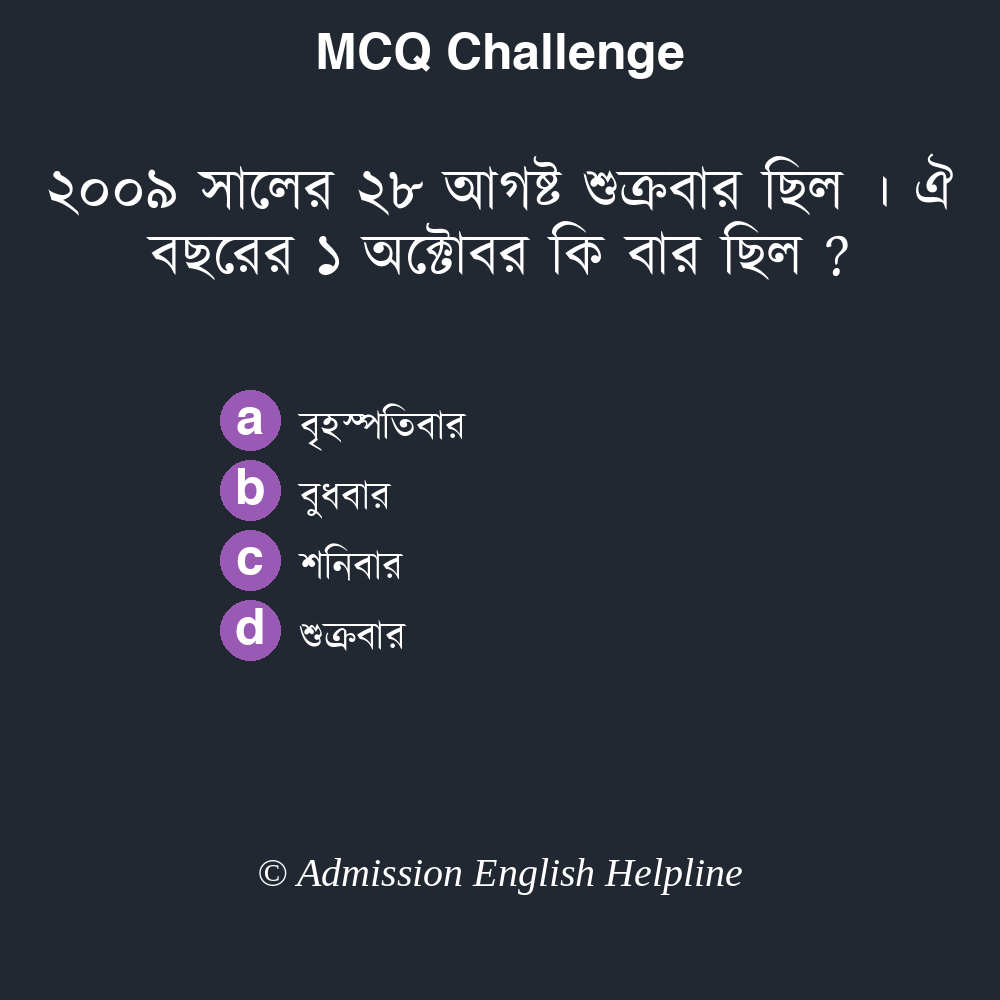 MCQ Challenge
২০০৯ সালের ২৮ আগষ্ট শুক্রবার ছিল । ঐ
বছরের ১ অক্টোবর কি বার ছিল ?
a বৃহস্পতিবার
b বুধবার
c শনিবার
d শুক্রবার
© Admission English Helpline